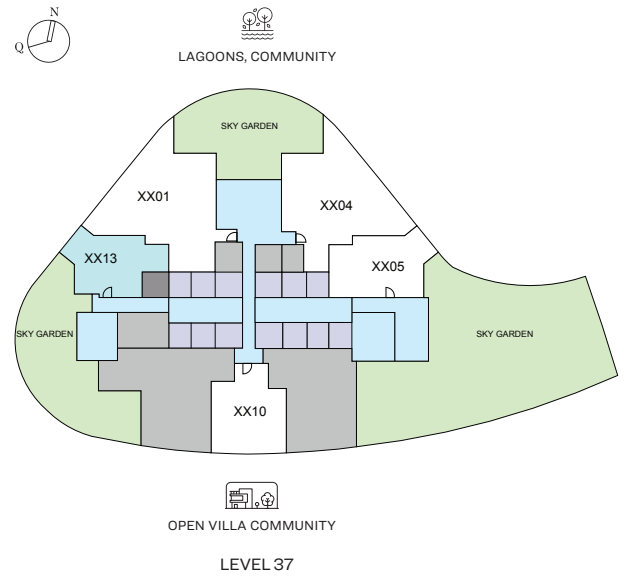 N
Q
LAGOONS, COMMUNITY
SKY GARDEN
XX01
XX04
XX13
XX05
SKY GARDEN
SKY GARDEN
XX10
OPEN VILLA COMMUNITY
LEVEL 37